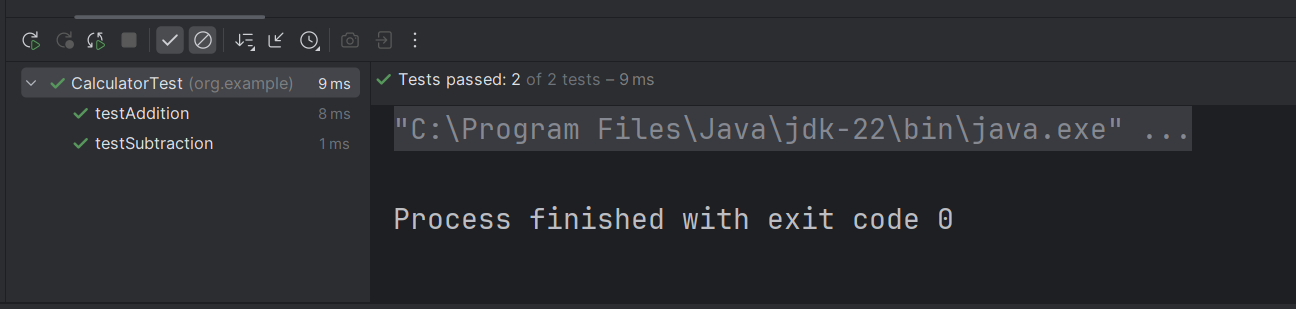 CalculatorTest (org.example) 9 ms
testAddition 8 ms
testSubtraction 1 ms
Tests passed: 2 of 2 tests – 9 ms
"C:\Program Files\Java\jdk-22\bin\java.exe" ...
Process finished with exit code 0